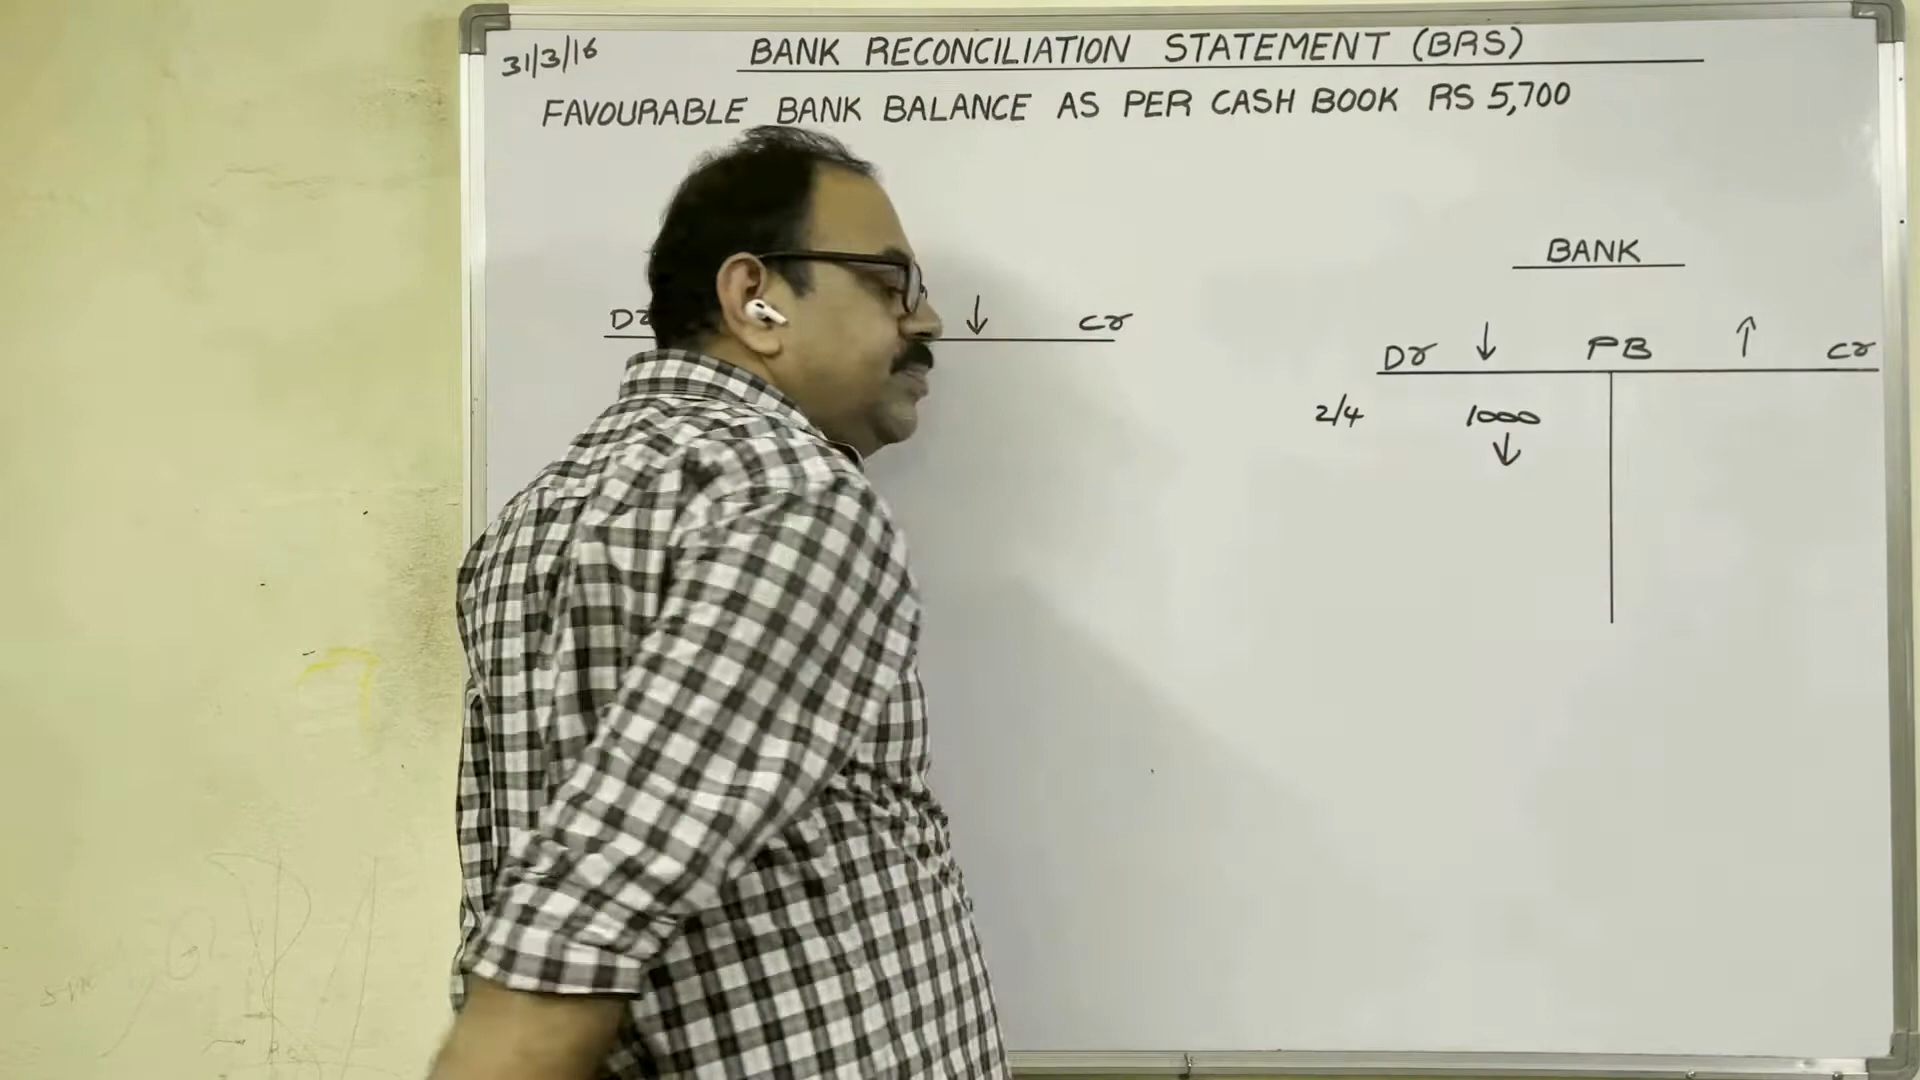 31/3/16 BANK RECONCILIATION STATEMENT (BRS)
FAVOURABLE BANK BALANCE AS PER CASH BOOK RS 5,700
BANK
Dr ↓ Cr
Dr ↓ PB ↑ Cr
2/4 1000
↓